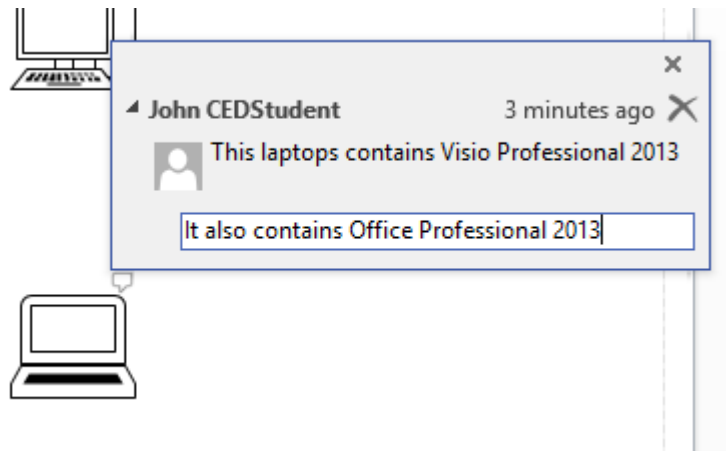 John CEDStudent 3 minutes ago
This laptops contains Visio Professional 2013
It also contains Office Professional 2013